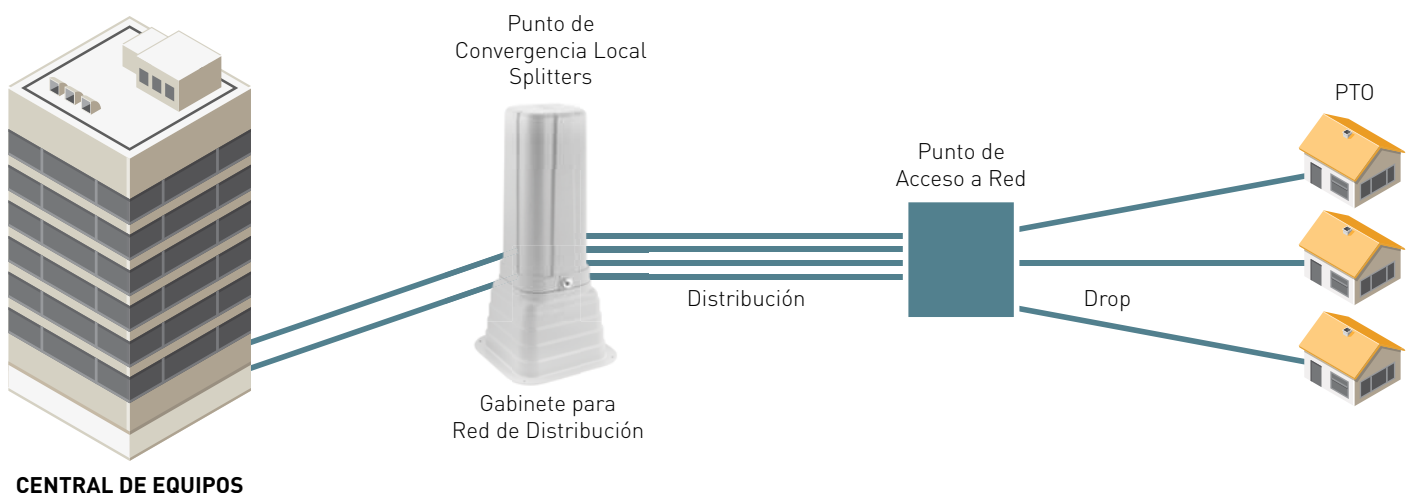 Punto de
Convergencia Local
Splitters
PTO
Punto de
Acceso a Red
Distribución
Drop
Gabinete para
Red de Distribución
CENTRAL DE EQUIPOS